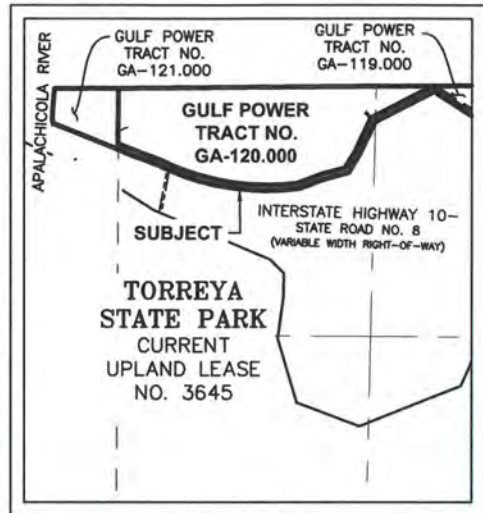 GULF POWER
TRACT NO.
GA-121.000
GULF POWER
TRACT NO.
GA-119.000
APALACHICOLA RIVER
GULF POWER
TRACT NO.
GA-120.000
SUBJECT
INTERSTATE HIGHWAY 10-
STATE ROAD NO. 8
(VARIABLE WIDTH RIGHT-OF-WAY)
TORREYA
STATE PARK
CURRENT
UPLAND LEASE
NO. 3645